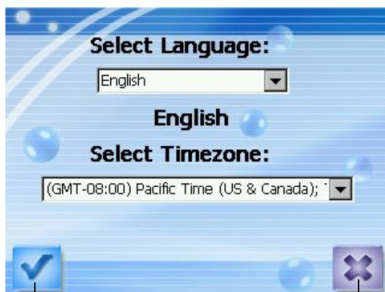 Select Language:
English
English
Select Timezone:
(GMT-08:00) Pacific Time (US & Canada);